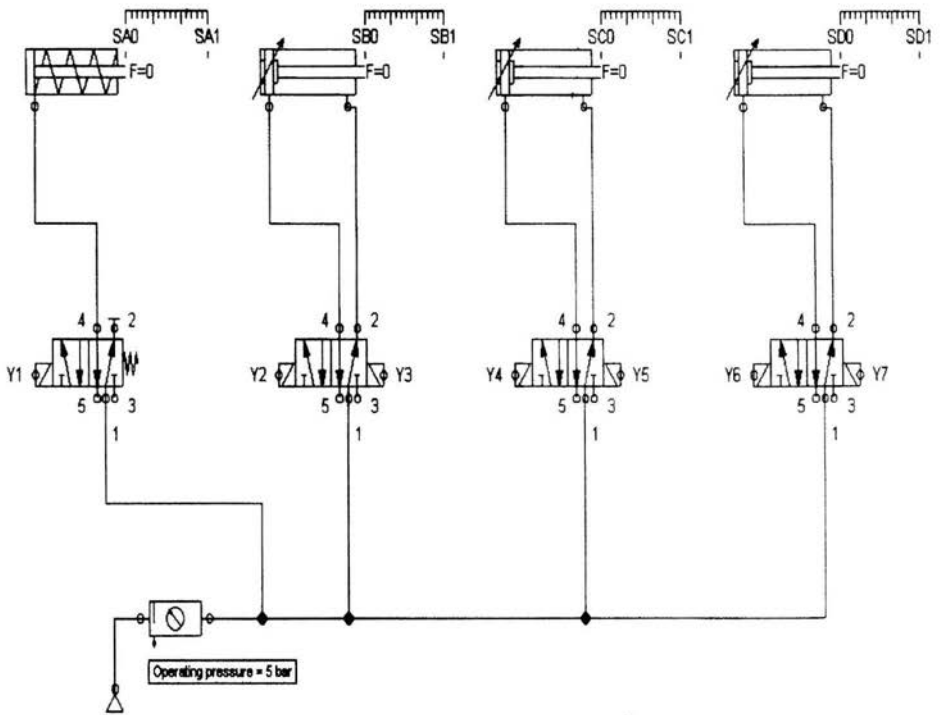 SA0 SA1 SB0 SB1 SC0 SC1 SD0 SD1
F=0 F=0 F=0 F=0
4 2 4 2 4 2 4 2
Y1 Y2 Y3 Y4 Y5 Y6 Y7
5 3 5 3 5 3 5 3
1 1 1 1
Operating pressure = 5 bar